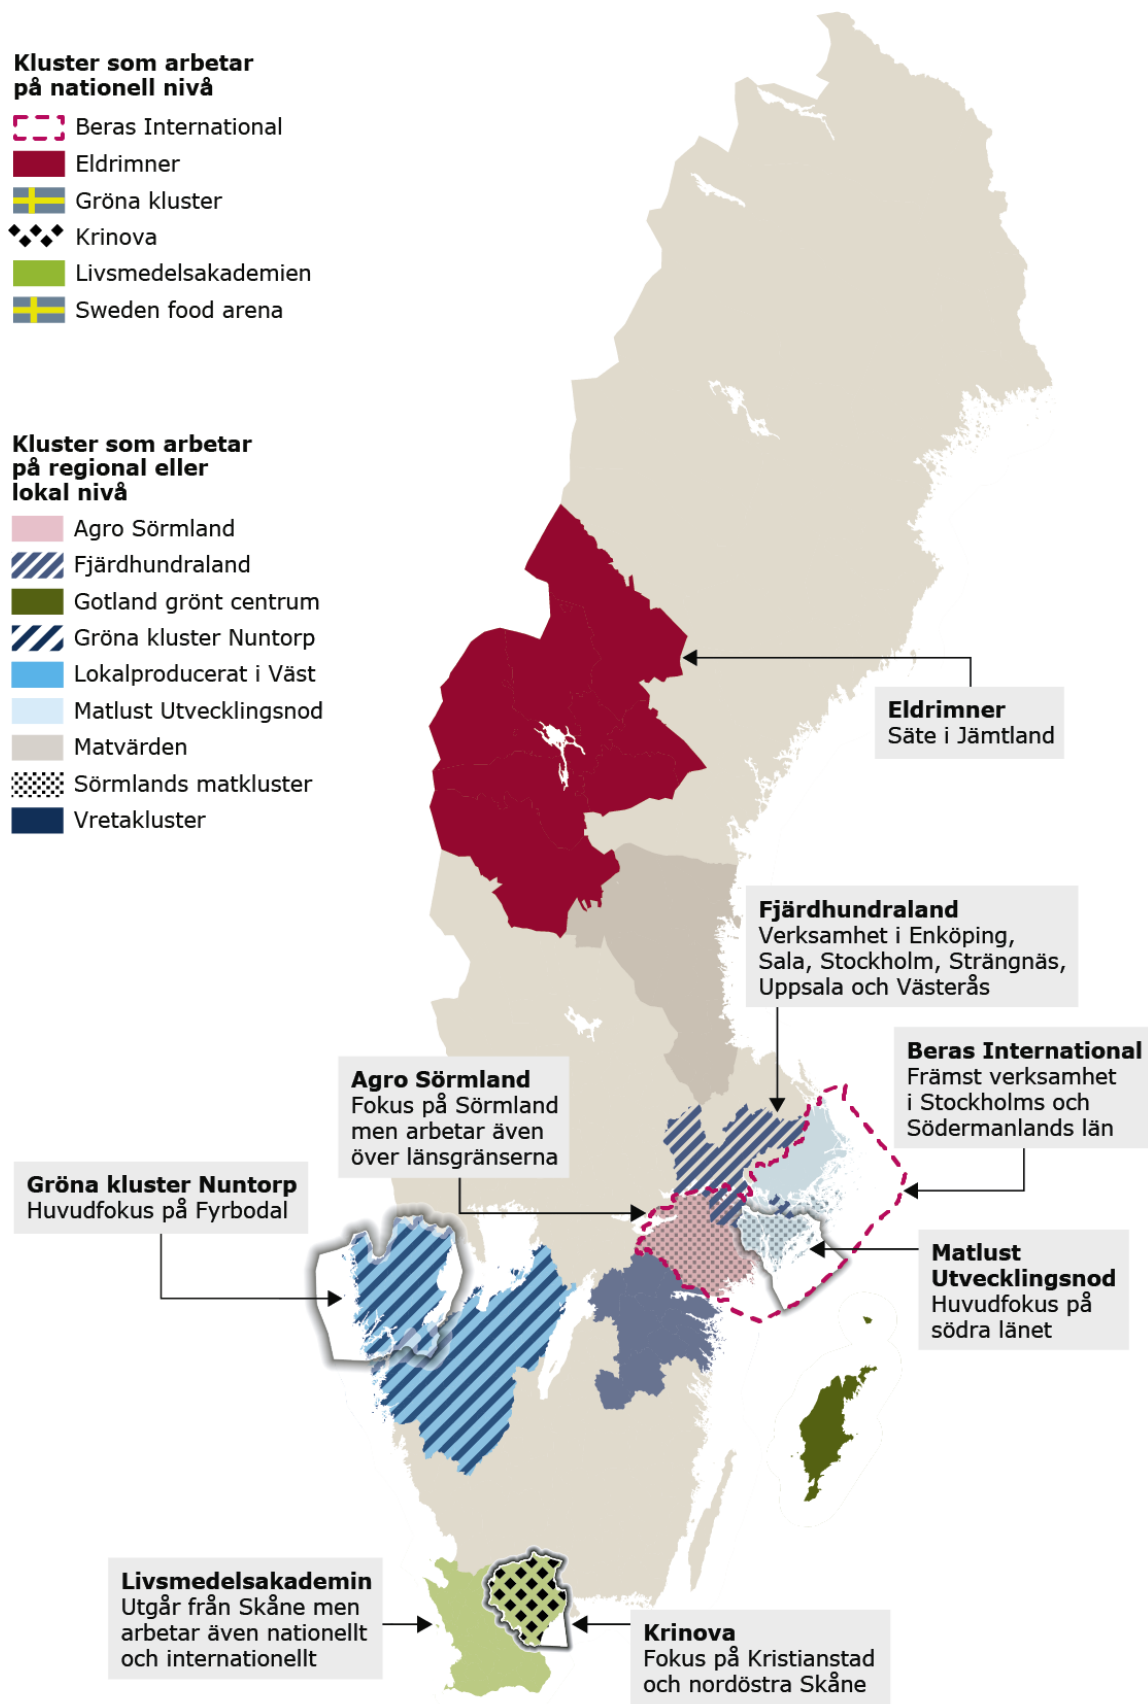 Kluster som arbetar
på nationell nivå
Beras International
Eldrimner
Gröna kluster
Krinova
Livsmedelsakademien
Sweden food arena
Kluster som arbetar
på regional eller
lokal nivå
Agro Sörmland
Fjärdhundraland
Gotland grönt centrum
Gröna kluster Nuntorp
Lokalproducerat i Väst
Matlust Utvecklingsnod
Matvärden
Sörmlands matkluster
Vretakluster
Eldrimner
Säte i Jämtland
Fjärdhundraland
Verksamhet i Enköping,
Sala, Stockholm, Strängnäs,
Uppsala och Västerås
Beras International
Främst verksamhet
i Stockholms och
Södermanlands län
Agro Sörmland
Fokus på Sörmland
men arbetar även
över länsgränserna
Gröna kluster Nuntorp
Huvudfokus på Fyrbodal
Matlust
Utvecklingsnod
Huvudfokus på
södra länet
Livsmedelsakademin
Utgår från Skåne men
arbetar även nationellt
och internationellt
Krinova
Fokus på Kristianstad
och nordöstra Skåne